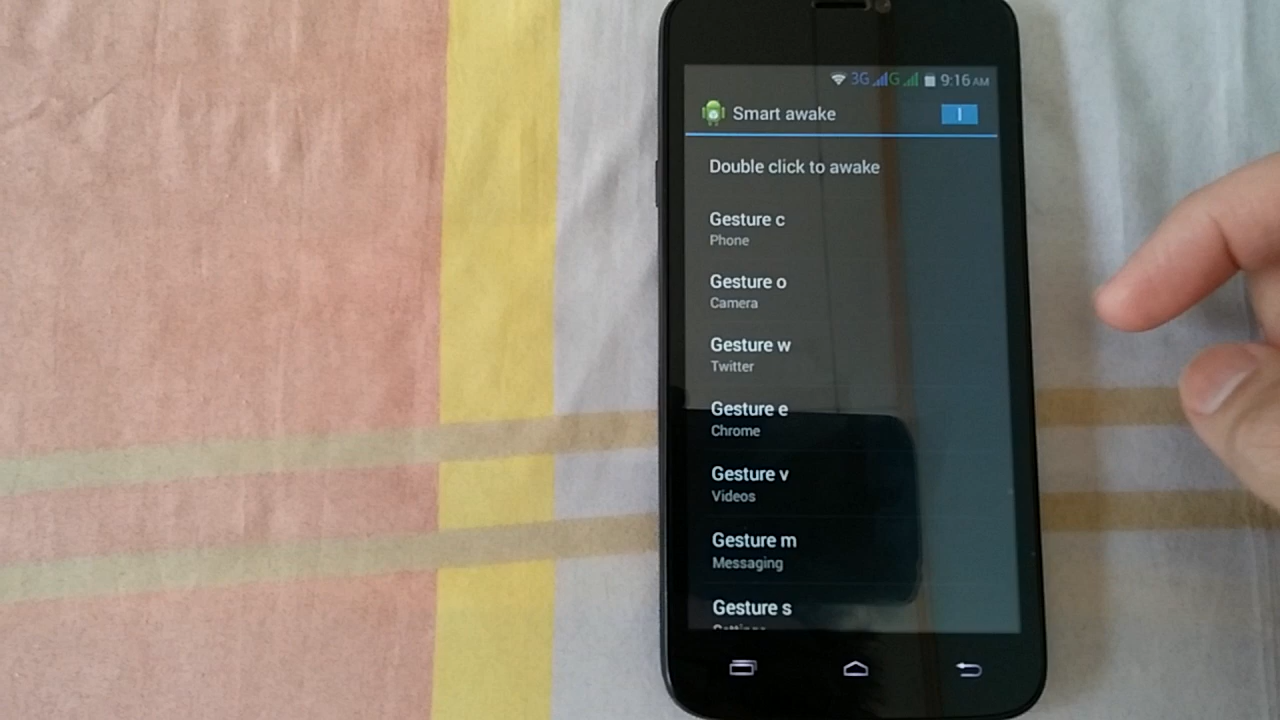 3G G 9:16 AM
Smart awake
Double click to awake
Gesture c
Phone
Gesture o
Camera
Gesture w
Twitter
Gesture e
Chrome
Gesture v
Videos
Gesture m
Messaging
Gesture s
Settings